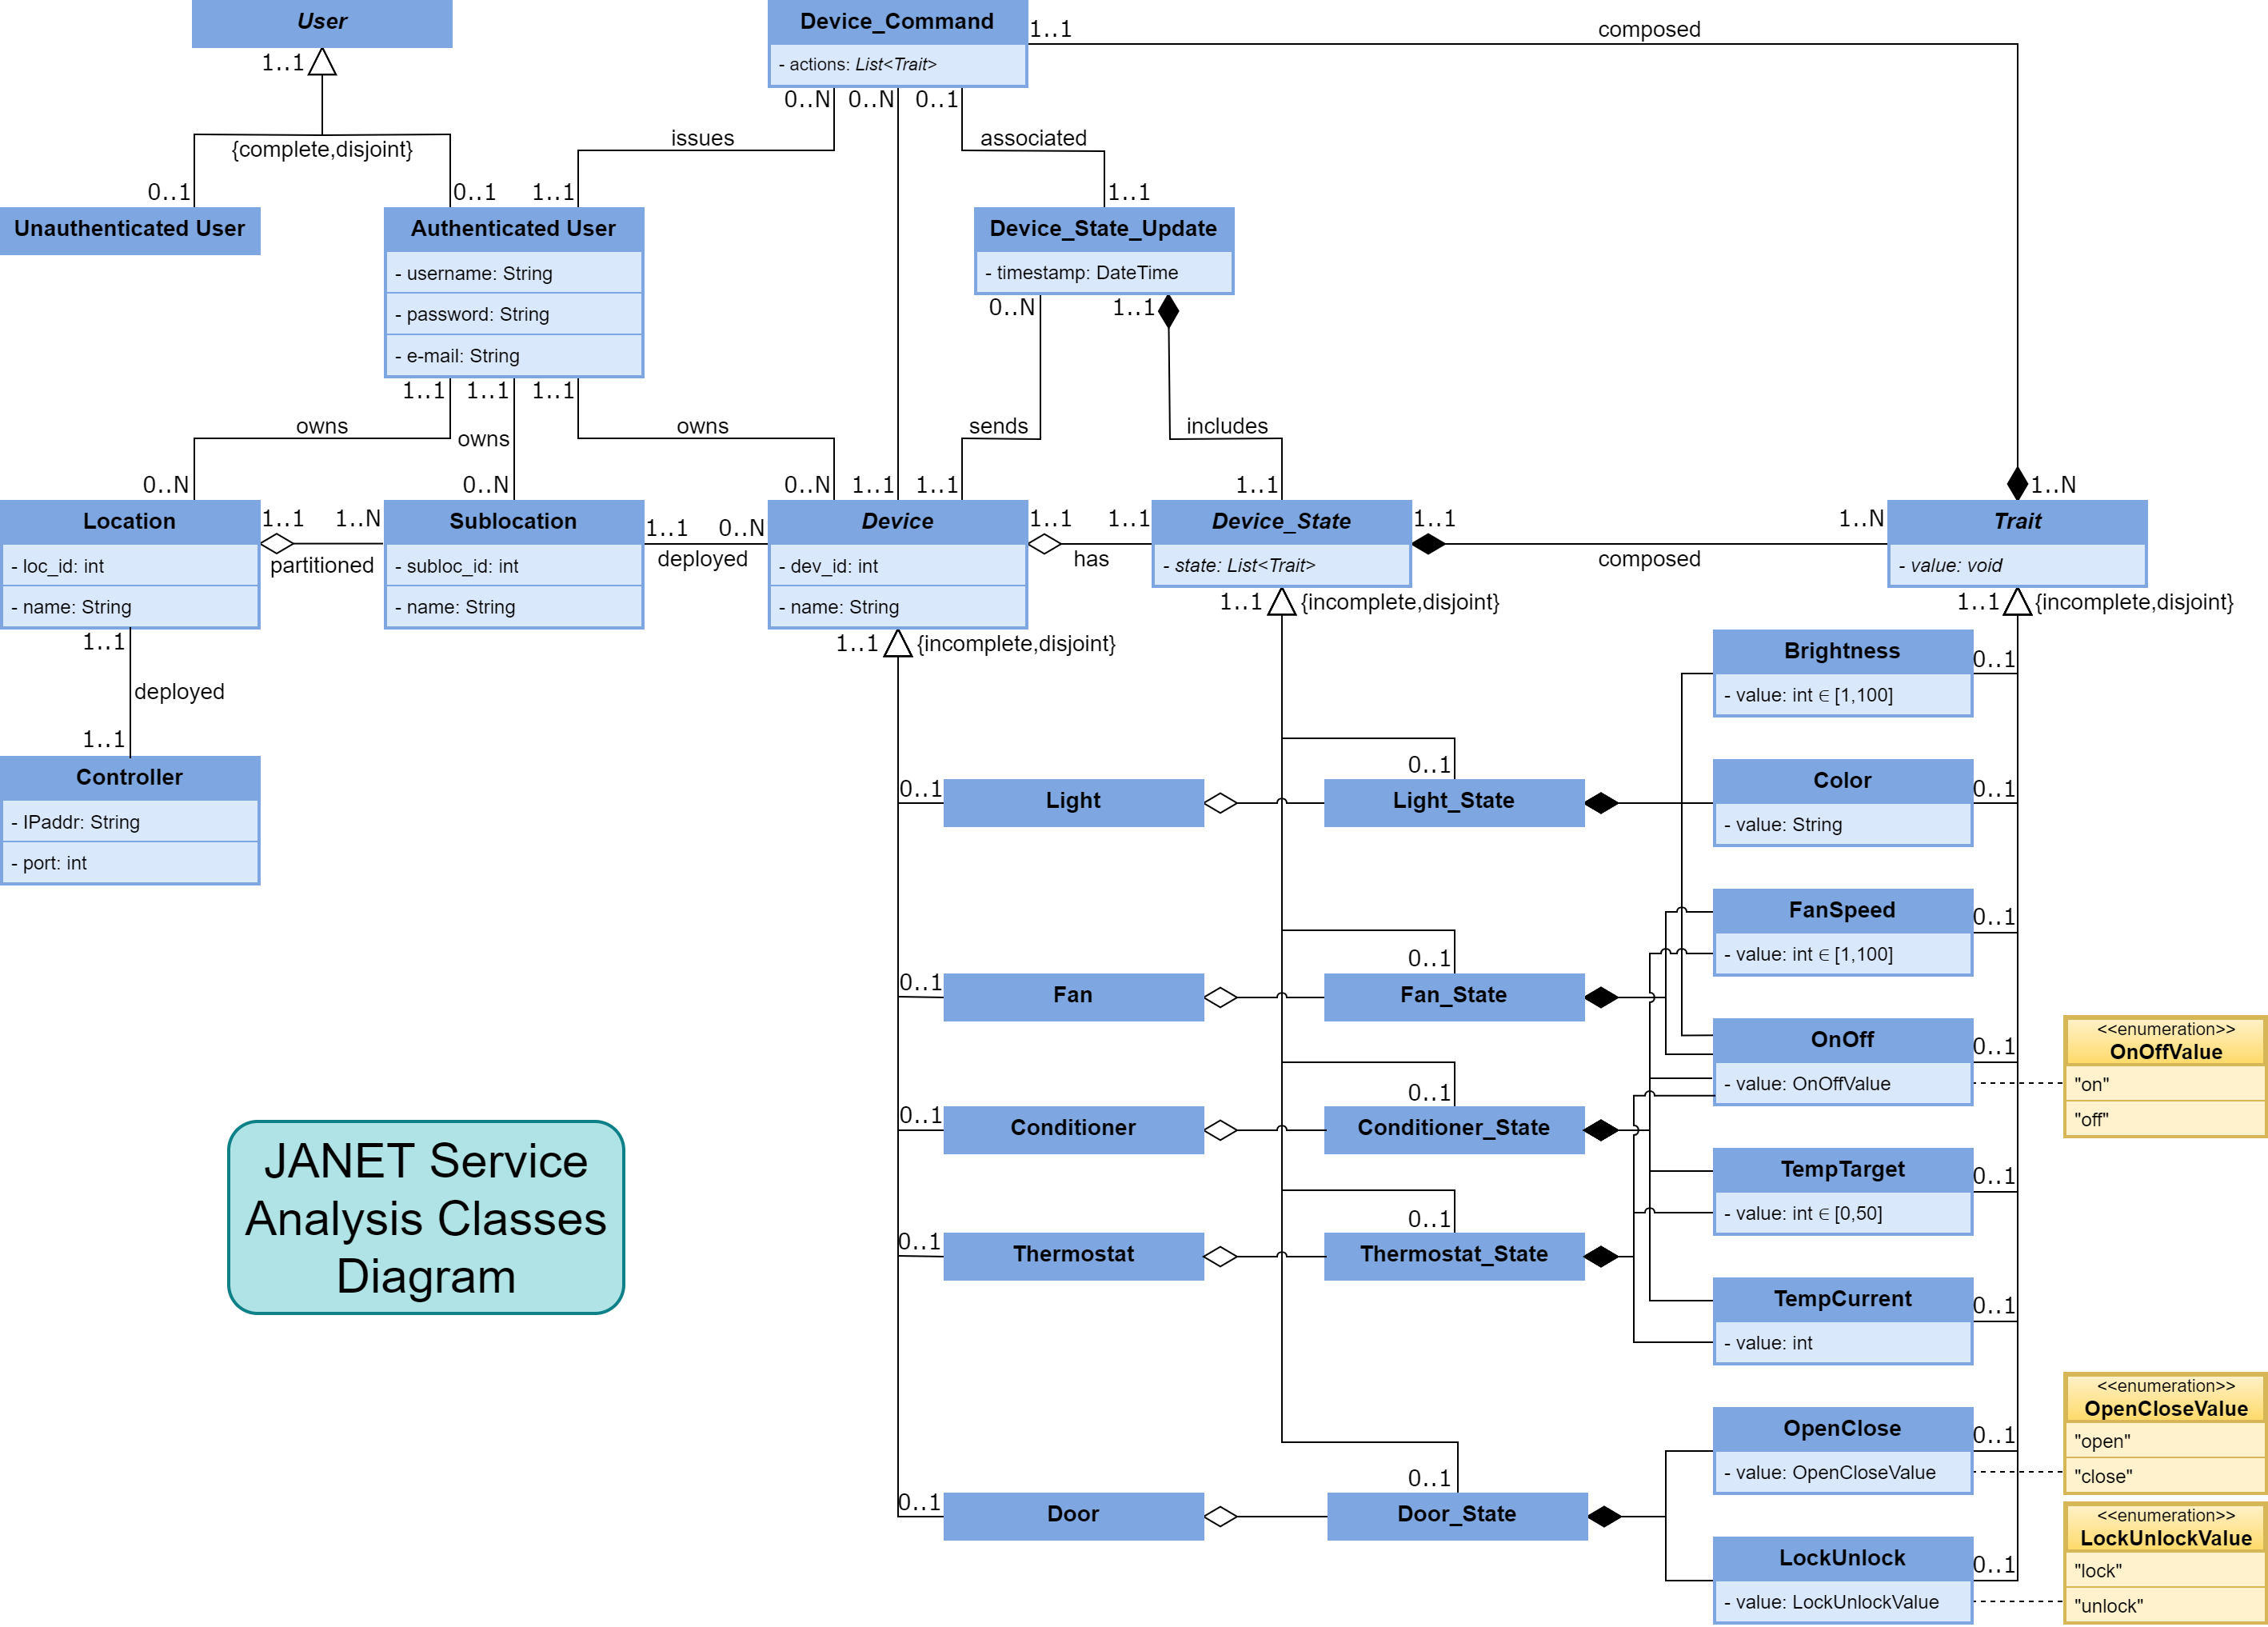 User
Device_Command
- actions: List<Trait>
1..1
composed
1..1
0..N
0..N
0..1
issues
associated
{complete,disjoint}
0..1
0..1
1..1
1..1
Unauthenticated User
Authenticated User
- username: String
- password: String
- e-mail: String
Device_State_Update
- timestamp: DateTime
0..N
1..1
1..1
1..1
1..1
owns
owns
owns
sends
includes
0..N
0..N
0..N
1..1
1..1
1..1
1..N
Location
- loc_id: int
- name: String
1..1
1..N
partitioned
Sublocation
- subloc_id: int
- name: String
1..1
0..N
deployed
Device
- dev_id: int
- name: String
1..1
1..1
has
Device_State
- state: List<Trait>
1..1
1..N
composed
Trait
- value: void
1..1
{incomplete,disjoint}
1..1
{incomplete,disjoint}
1..1
1..1
{incomplete,disjoint}
deployed
1..1
Controller
- IPaddr: String
- port: int
Brightness
- value: int ∈ [1,100]
0..1
0..1
Light
0..1
Light_State
Color
- value: String
0..1
FanSpeed
- value: int ∈ [1,100]
0..1
0..1
Fan
0..1
Fan_State
OnOff
- value: OnOffValue
0..1
<<enumeration>>
OnOffValue
"on"
"off"
0..1
Conditioner
0..1
Conditioner_State
TempTarget
- value: int ∈ [0,50]
0..1
0..1
Thermostat
0..1
Thermostat_State
TempCurrent
- value: int
0..1
JANET Service
Analysis Classes
Diagram
OpenClose
- value: OpenCloseValue
0..1
<<enumeration>>
OpenCloseValue
"open"
"close"
0..1
Door
0..1
Door_State
LockUnlock
- value: LockUnlockValue
0..1
<<enumeration>>
LockUnlockValue
"lock"
"unlock"